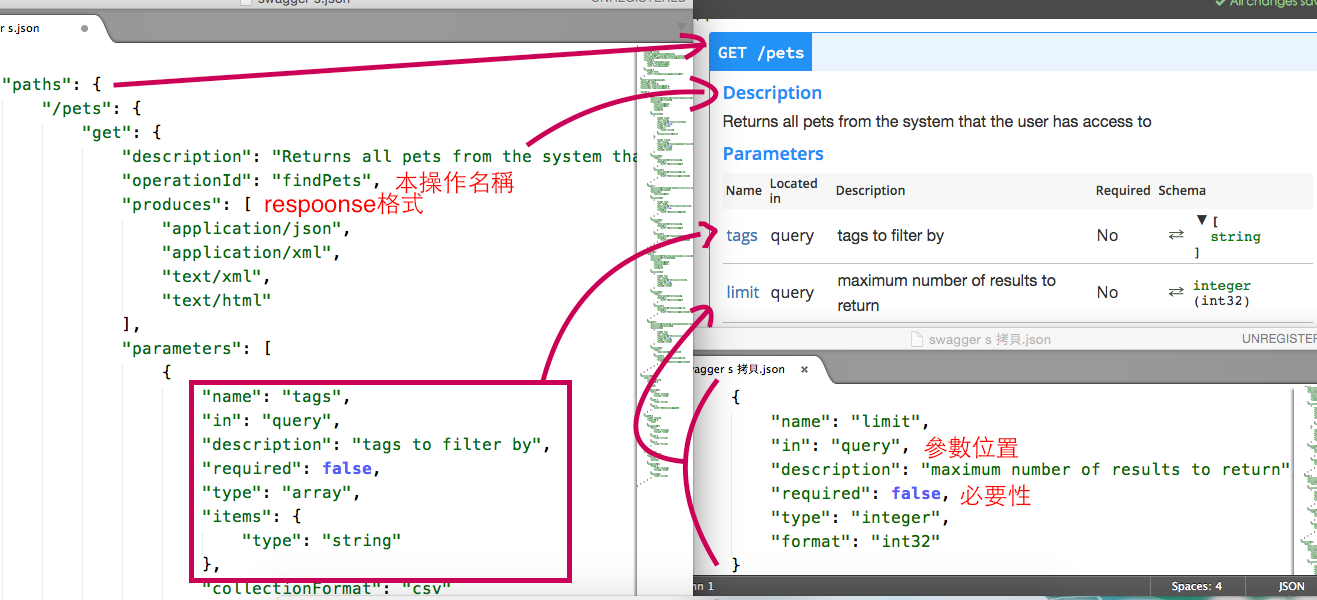 swagger s.json
UNREGISTERED
r s.json
"paths": {
"/pets": {
"get": {
"description": "Returns all pets from the system tha
"operationId": "findPets", 本操作名稱
"produces": [ respoonse格式
"application/json",
"application/xml",
"text/xml",
"text/html"
],
"parameters": [
{
"name": "tags",
"in": "query",
"description": "tags to filter by",
"required": false,
"type": "array",
"items": {
"type": "string"
},
"collectionFormat": "csv"
✓ All changes sav
GET /pets
Description
Returns all pets from the system that the user has access to
Parameters
Name Located in Description Required Schema
tags query tags to filter by No ⇄ ▼ [
string
]
limit query maximum number of results to No ⇄ integer
return (int32)
swagger s 拷貝.json
UNREGISTER
wagger s 拷貝.json ×
{
"name": "limit",
"in": "query", 參數位置
"description": "maximum number of results to return"
"required": false, 必要性
"type": "integer",
"format": "int32"
}
mn 1 Spaces: 4 JSON